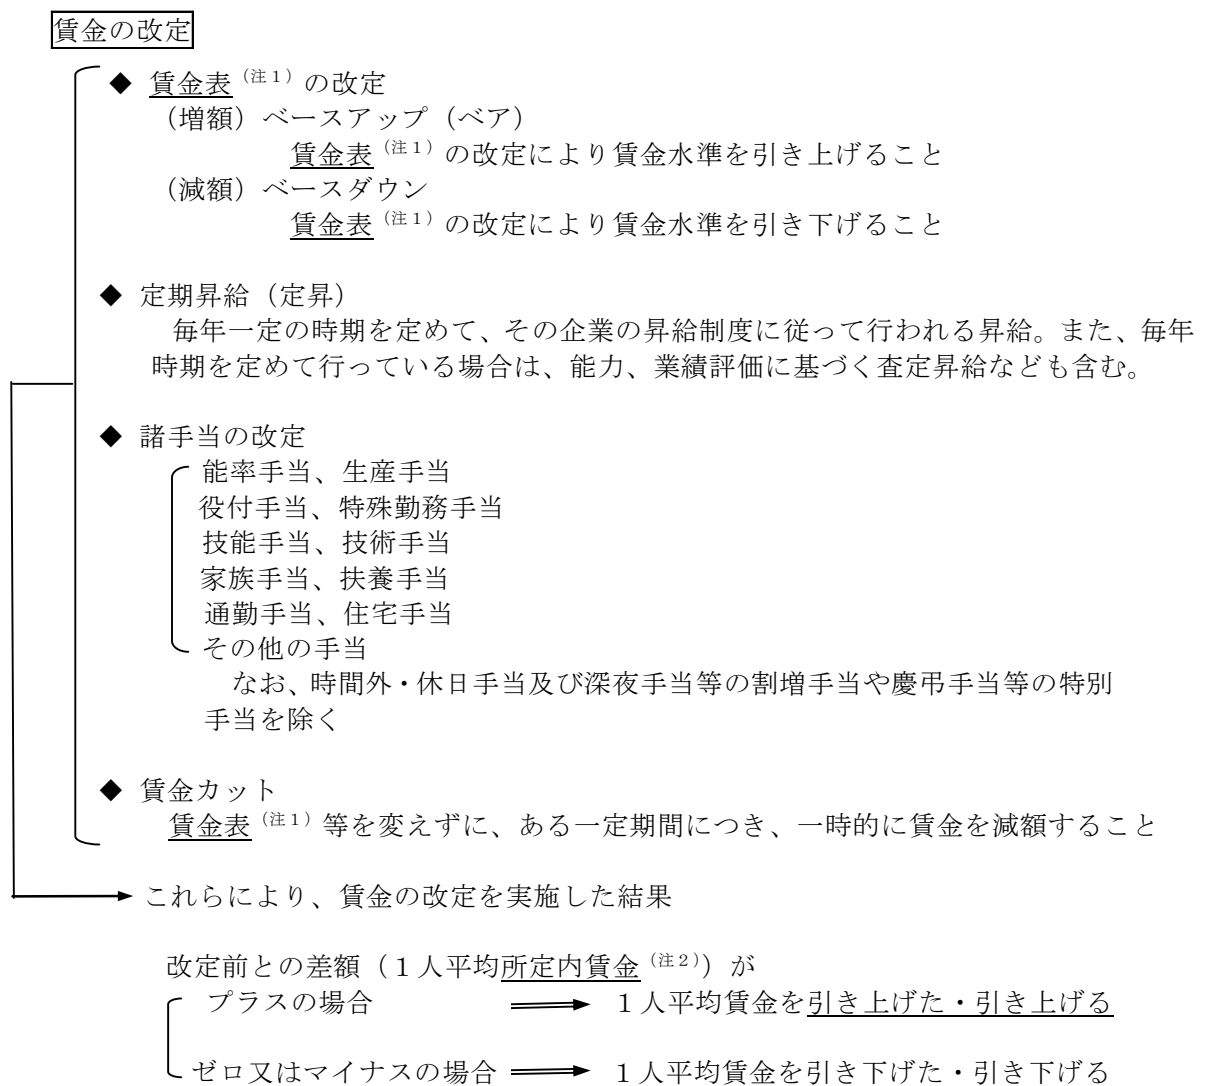 賃金の改定
◆ 賃金表（注１）の改定
（増額）ベースアップ（ベア）
賃金表（注１）の改定により賃金水準を引き上げること
（減額）ベースダウン
賃金表（注１）の改定により賃金水準を引き下げること
◆ 定期昇給（定昇）
毎年一定の時期を定めて、その企業の昇給制度に従って行われる昇給。また、毎年
時期を定めて行っている場合は、能力、業績評価に基づく査定昇給なども含む。
◆ 諸手当の改定
能率手当、生産手当
役付手当、特殊勤務手当
技能手当、技術手当
家族手当、扶養手当
通勤手当、住宅手当
その他の手当
なお、時間外・休日手当及び深夜手当等の割増手当や慶弔手当等の特別
手当を除く
◆ 賃金カット
賃金表（注１）等を変えずに、ある一定期間につき、一時的に賃金を減額すること
これらにより、賃金の改定を実施した結果
改定前との差額（１人平均所定内賃金（注２））が
プラスの場合 １人平均賃金を引き上げた・引き上げる
ゼロ又はマイナスの場合 １人平均賃金を引き下げた・引き下げる